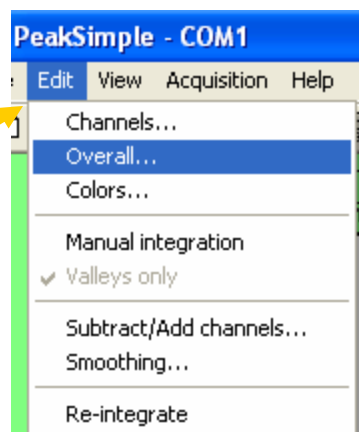 PeakSimple - COM1
Edit View Acquisition Help
Channels...
Overall...
Colors...
Manual integration
Valleys only
Subtract/Add channels...
Smoothing...
Re-integrate